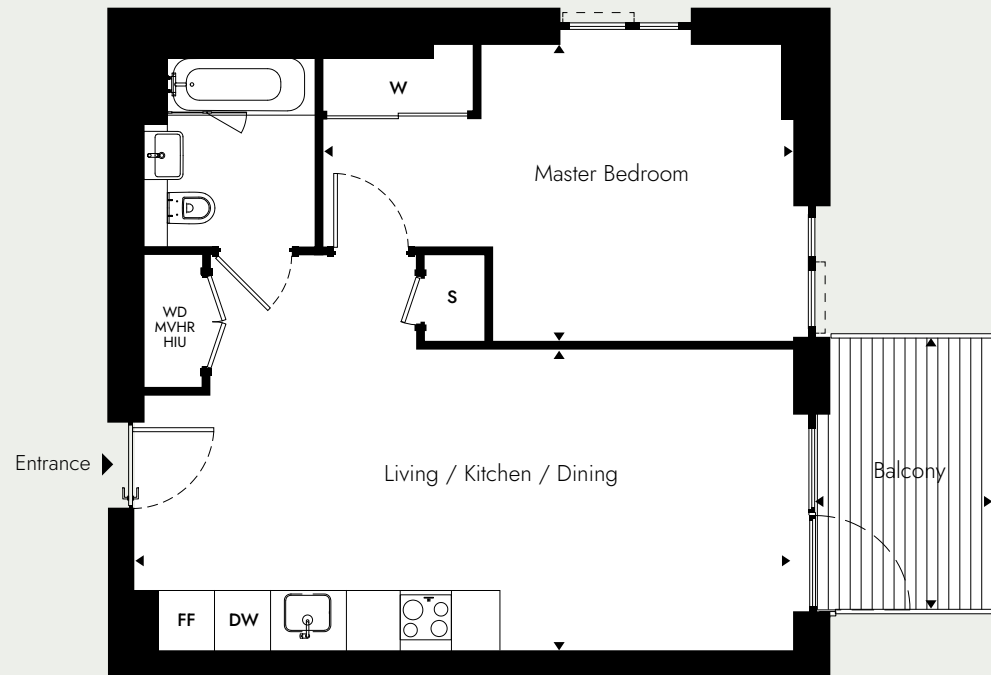 W
Master Bedroom
WD
MVHR
HIU
S
Entrance
Living / Kitchen / Dining
Balcony
FF
DW